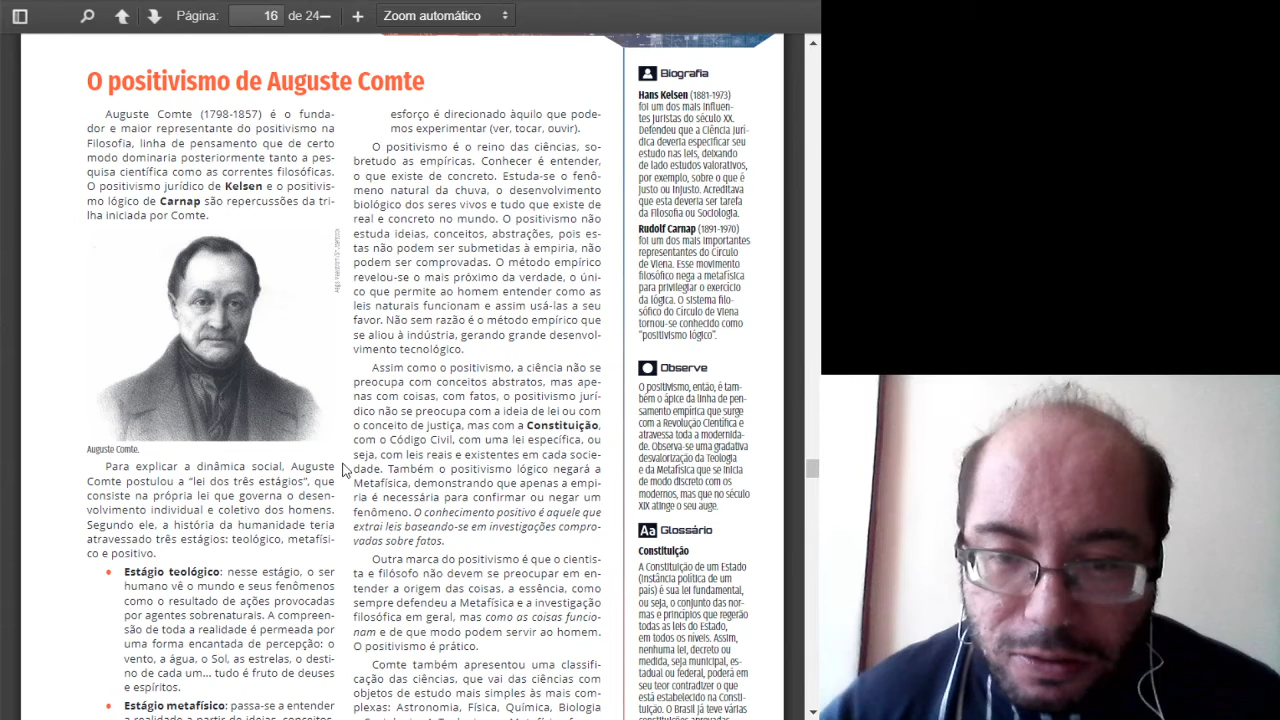 Página: 16 de 24
Zoom automático
O positivismo de Auguste Comte
Auguste Comte (1798-1857) é o funda-
dor e maior representante do positivismo na
Filosofia, linha de pensamento que de certo
modo dominaria posteriormente tanto a pes-
quisa científica como as correntes filosóficas.
O positivismo jurídico de Kelsen e o positivis-
mo lógico de Carnap são repercussões da tri-
lha iniciada por Comte.
Auguste Comte.
Para explicar a dinâmica social, Auguste
Comte postulou a “lei dos três estágios”, que
consiste na própria lei que governa o desen-
volvimento individual e coletivo dos homens.
Segundo ele, a história da humanidade teria
atravessado três estágios: teológico, metafísi-
co e positivo.
• Estágio teológico: nesse estágio, o ser
humano vê o mundo e seus fenômenos
como o resultado de ações provocadas
por agentes sobrenaturais. A compreen-
são de toda a realidade é permeada por
uma forma encantada de percepção: o
vento, a água, o Sol, as estrelas, o desti-
no de cada um... tudo é fruto de deuses
e espíritos.
• Estágio metafísico: passa-se a entender
a realidade a partir de ideias, conceitos,
esforço é direcionado àquilo que pode-
mos experimentar (ver, tocar, ouvir).
O positivismo é o reino das ciências, so-
bretudo as empíricas. Conhecer é entender,
o que existe de concreto. Estuda-se o fenô-
meno natural da chuva, o desenvolvimento
biológico dos seres vivos e tudo que existe de
real e concreto no mundo. O positivismo não
estuda ideias, conceitos, abstrações, pois es-
tas não podem ser submetidas à empiria, não
podem ser comprovadas. O método empírico
revelou-se o mais próximo da verdade, o úni-
co que permite ao homem entender como as
leis naturais funcionam e assim usá-las a seu
favor. Não sem razão é o método empírico que
se aliou à indústria, gerando grande desenvol-
vimento tecnológico.
Assim como o positivismo, a ciência não se
preocupa com conceitos abstratos, mas ape-
nas com coisas, com fatos, o positivismo jurí-
dico não se preocupa com a ideia de lei ou com
o conceito de justiça, mas com a Constituição,
com o Código Civil, com uma lei específica, ou
seja, com leis reais e existentes em cada socie-
dade. Também o positivismo lógico negará a
Metafísica, demonstrando que apenas a empi-
ria é necessária para confirmar ou negar um
fenômeno. O conhecimento positivo é aquele que
extrai leis baseando-se em investigações compro-
vadas sobre fatos.
Outra marca do positivismo é que o cientis-
ta e filósofo não devem se preocupar em en-
tender a origem das coisas, a essência, como
sempre defendeu a Metafísica e a investigação
filosófica em geral, mas como as coisas funcio-
nam e de que modo podem servir ao homem.
O positivismo é prático.
Comte também apresentou uma classifi-
cação das ciências, que vai das ciências com
objetos de estudo mais simples às mais com-
plexas: Astronomia, Física, Química, Biologia
Biografia
Hans Kelsen (1881-1973)
foi um dos mais influen-
tes juristas do século XX.
Defendeu que a Ciência Jurí-
dica deveria especificar seu
estudo nas leis, deixando
de lado estudos valorativos,
por exemplo, sobre o que é
justo ou injusto. Acreditava
que esta deveria ser tarefa
da Filosofia ou Sociologia.
Rudolf Carnap (1891-1970)
foi um dos mais importantes
representantes do Círculo
de Viena. Esse movimento
filosófico nega a metafísica
para privilegiar o exercício
da lógica. O sistema filo-
sófico do Círculo de Viena
tornou-se conhecido como
“positivismo lógico”.
Observe
O positivismo, então, é tam-
bém o ápice da linha de pen-
samento empírica que surge
com a Revolução Científica e
atravessa toda a modernida-
de. Observa-se uma gradativa
desvalorização da Teologia
e da Metafísica que se inicia
de modo discreto com os
modernos, mas que no século
XIX atinge o seu auge.
Aa Glossário
Constituição
A Constituição de um Estado
(instância política de um
país) é sua lei fundamental,
ou seja, o conjunto das nor-
mas e princípios que regerão
todas as leis do Estado,
em todos os níveis. Assim,
nenhuma lei, decreto ou
medida, seja municipal, es-
tadual ou federal, poderá em
seu teor contradizer o que
está estabelecido na Consti-
tuição. O Brasil já teve várias